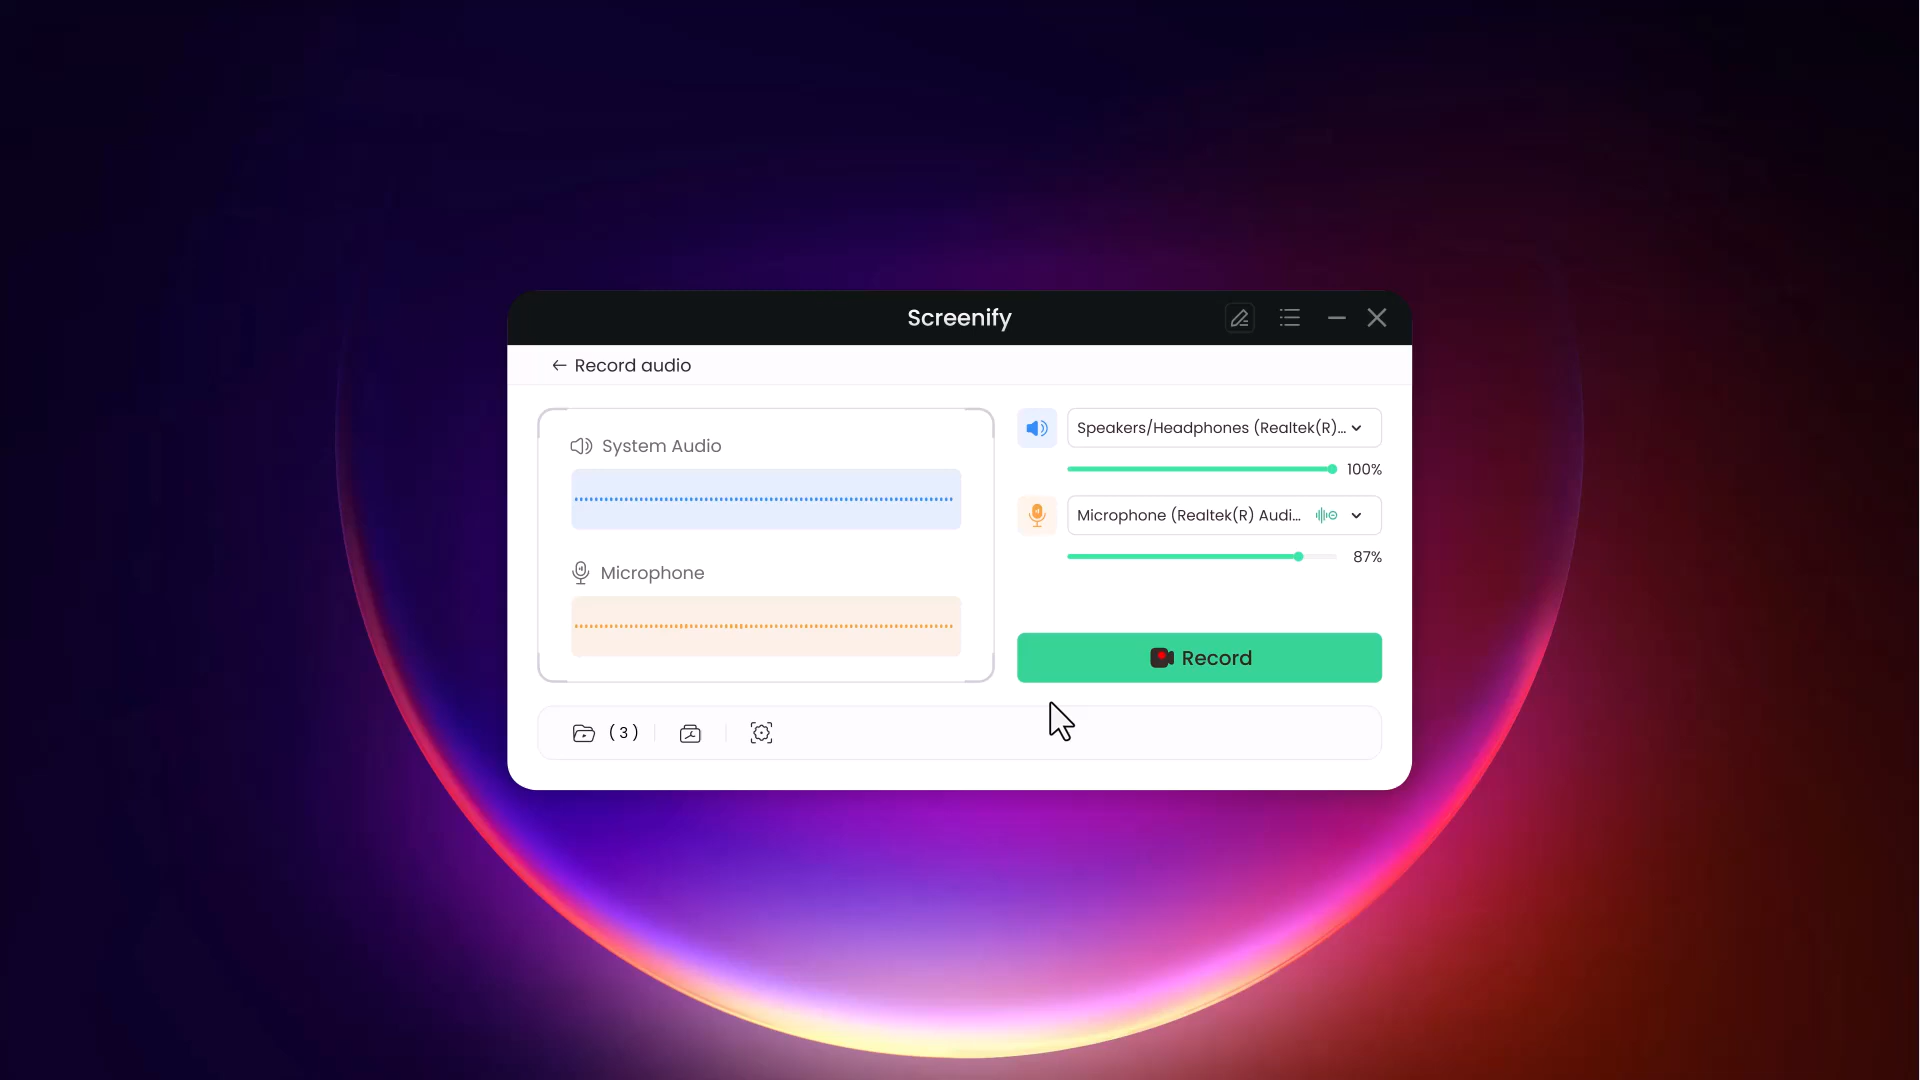 Screenify
Record audio
System Audio
Microphone
Speakers/Headphones (Realtek(R)...
100%
Microphone (Realtek(R) Audi...
87%
Record
(3)